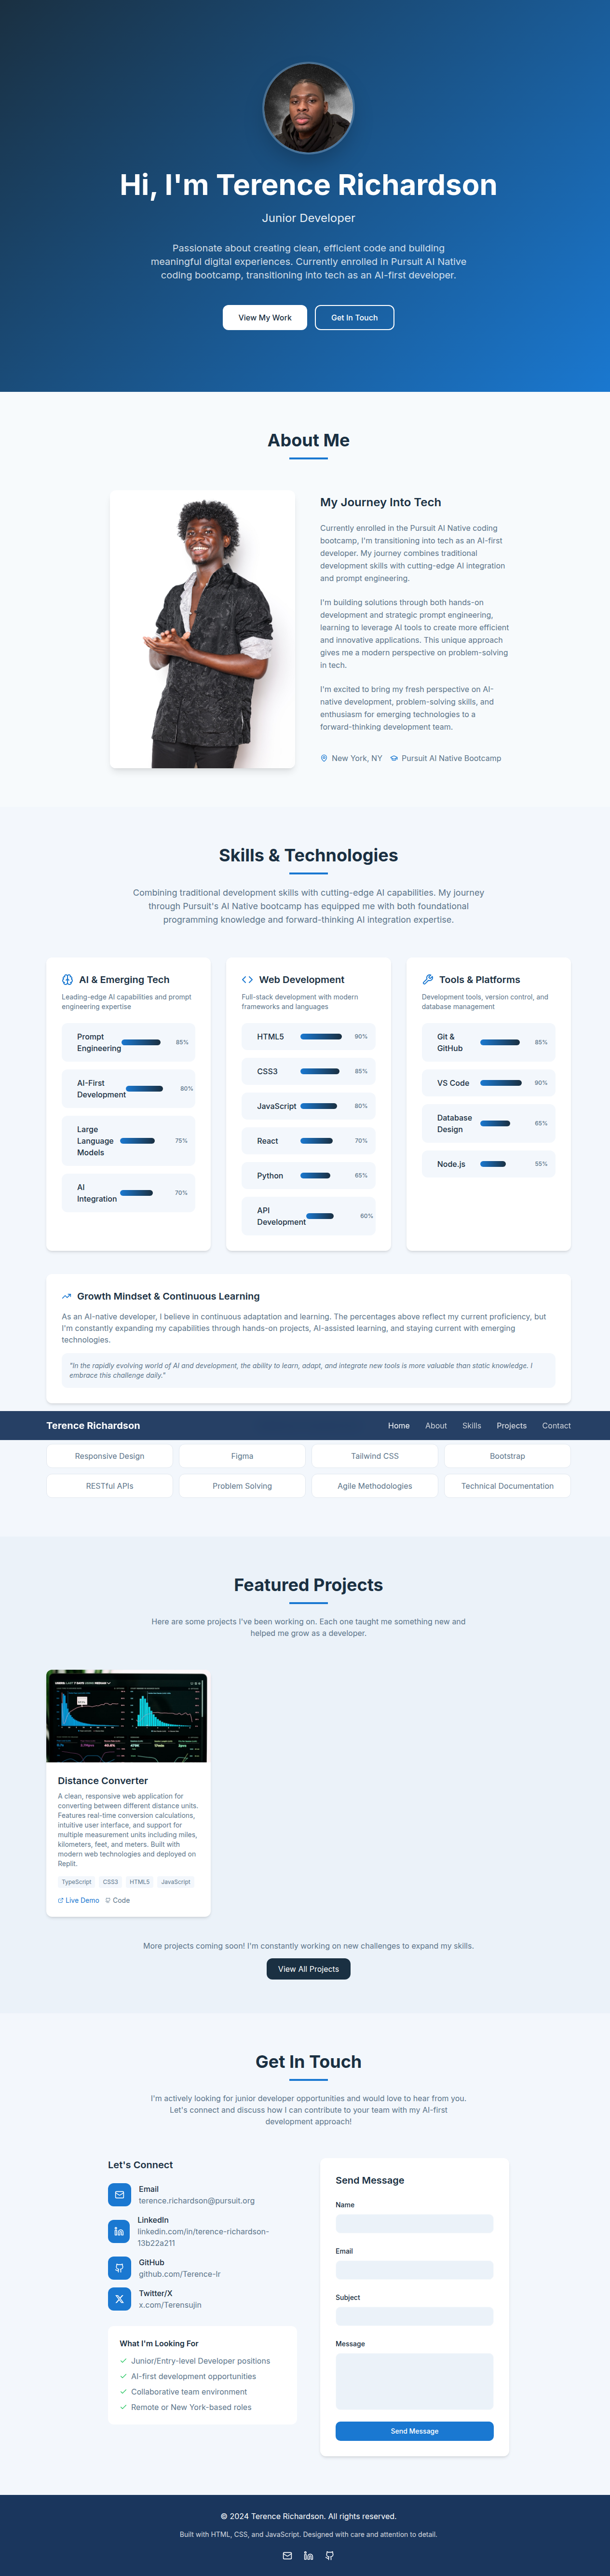 Hi, I'm Terence Richardson
Junior Developer
Passionate about creating clean, efficient code and building
meaningful digital experiences. Currently enrolled in Pursuit AI Native
coding bootcamp, transitioning into tech as an AI-first developer.
View My Work
Get In Touch
About Me
My Journey Into Tech
Currently enrolled in the Pursuit AI Native coding
bootcamp, I'm transitioning into tech as an AI-first
developer. My journey combines traditional
development skills with cutting-edge AI integration
and prompt engineering.
I'm building solutions through both hands-on
development and strategic prompt engineering,
learning to leverage AI tools to create more efficient
and innovative applications. This unique approach
gives me a modern perspective on problem-solving
in tech.
I'm excited to bring my fresh perspective on AI-
native development, problem-solving skills, and
enthusiasm for emerging technologies to a
forward-thinking development team.
New York, NY
Pursuit AI Native Bootcamp
Skills & Technologies
Combining traditional development skills with cutting-edge AI capabilities. My journey
through Pursuit's AI Native bootcamp has equipped me with both foundational
programming knowledge and forward-thinking AI integration expertise.
AI & Emerging Tech
Leading-edge AI capabilities and prompt
engineering expertise
Prompt
Engineering
85%
AI-First
Development
80%
Large
Language
Models
75%
AI
Integration
70%
Web Development
Full-stack development with modern
frameworks and languages
HTML5
90%
CSS3
85%
JavaScript
80%
React
70%
Python
65%
API
Development
60%
Tools & Platforms
Development tools, version control, and
database management
Git &
GitHub
85%
VS Code
90%
Database
Design
65%
Node.js
55%
Growth Mindset & Continuous Learning
As an AI-native developer, I believe in continuous adaptation and learning. The percentages above reflect my current proficiency, but
I'm constantly expanding my capabilities through hands-on projects, AI-assisted learning, and staying current with emerging
technologies.
"In the rapidly evolving world of AI and development, the ability to learn, adapt, and integrate new tools is more valuable than static knowledge. I
embrace this challenge daily."
Terence Richardson
Home
About
Skills
Projects
Contact
Responsive Design
Figma
Tailwind CSS
Bootstrap
RESTful APIs
Problem Solving
Agile Methodologies
Technical Documentation
Featured Projects
Here are some projects I've been working on. Each one taught me something new and
helped me grow as a developer.
Distance Converter
A clean, responsive web application for
converting between different distance units.
Features real-time conversion calculations,
intuitive user interface, and support for
multiple measurement units including miles,
kilometers, feet, and meters. Built with
modern web technologies and deployed on
Replit.
TypeScript
CSS3
HTML5
JavaScript
Live Demo
Code
More projects coming soon! I'm constantly working on new challenges to expand my skills.
View All Projects
Get In Touch
I'm actively looking for junior developer opportunities and would love to hear from you.
Let's connect and discuss how I can contribute to your team with my AI-first
development approach!
Let's Connect
Email
terence.richardson@pursuit.org
LinkedIn
linkedin.com/in/terence-richardson-
13b22a211
GitHub
github.com/Terence-lr
Twitter/X
x.com/Terensujin
What I'm Looking For
Junior/Entry-level Developer positions
AI-first development opportunities
Collaborative team environment
Remote or New York-based roles
Send Message
Name
Email
Subject
Message
Send Message
© 2024 Terence Richardson. All rights reserved.
Built with HTML, CSS, and JavaScript. Designed with care and attention to detail.